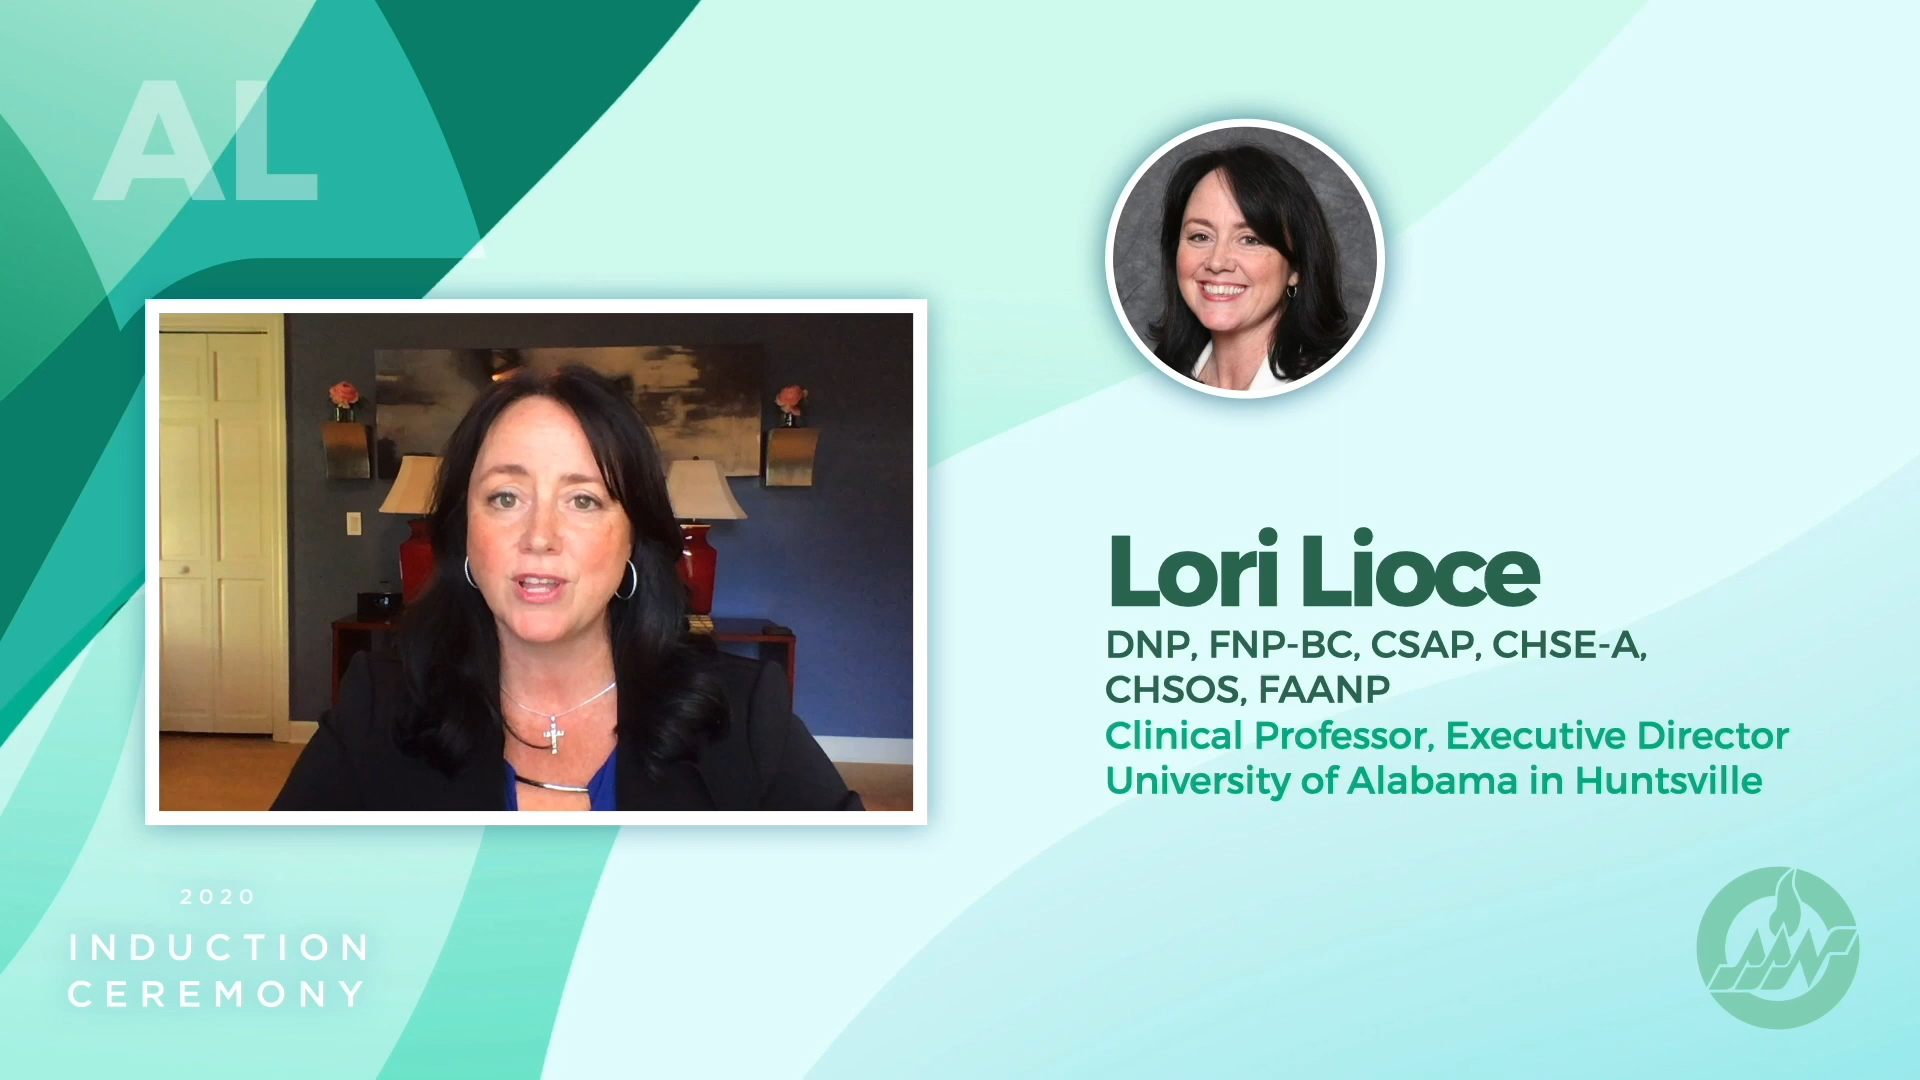 AL
Lori Lioce
DNP, FNP-BC, CSAP, CHSE-A,
CHSOS, FAANP
Clinical Professor, Executive Director
University of Alabama in Huntsville
2020
INDUCTION
CEREMONY
AAN